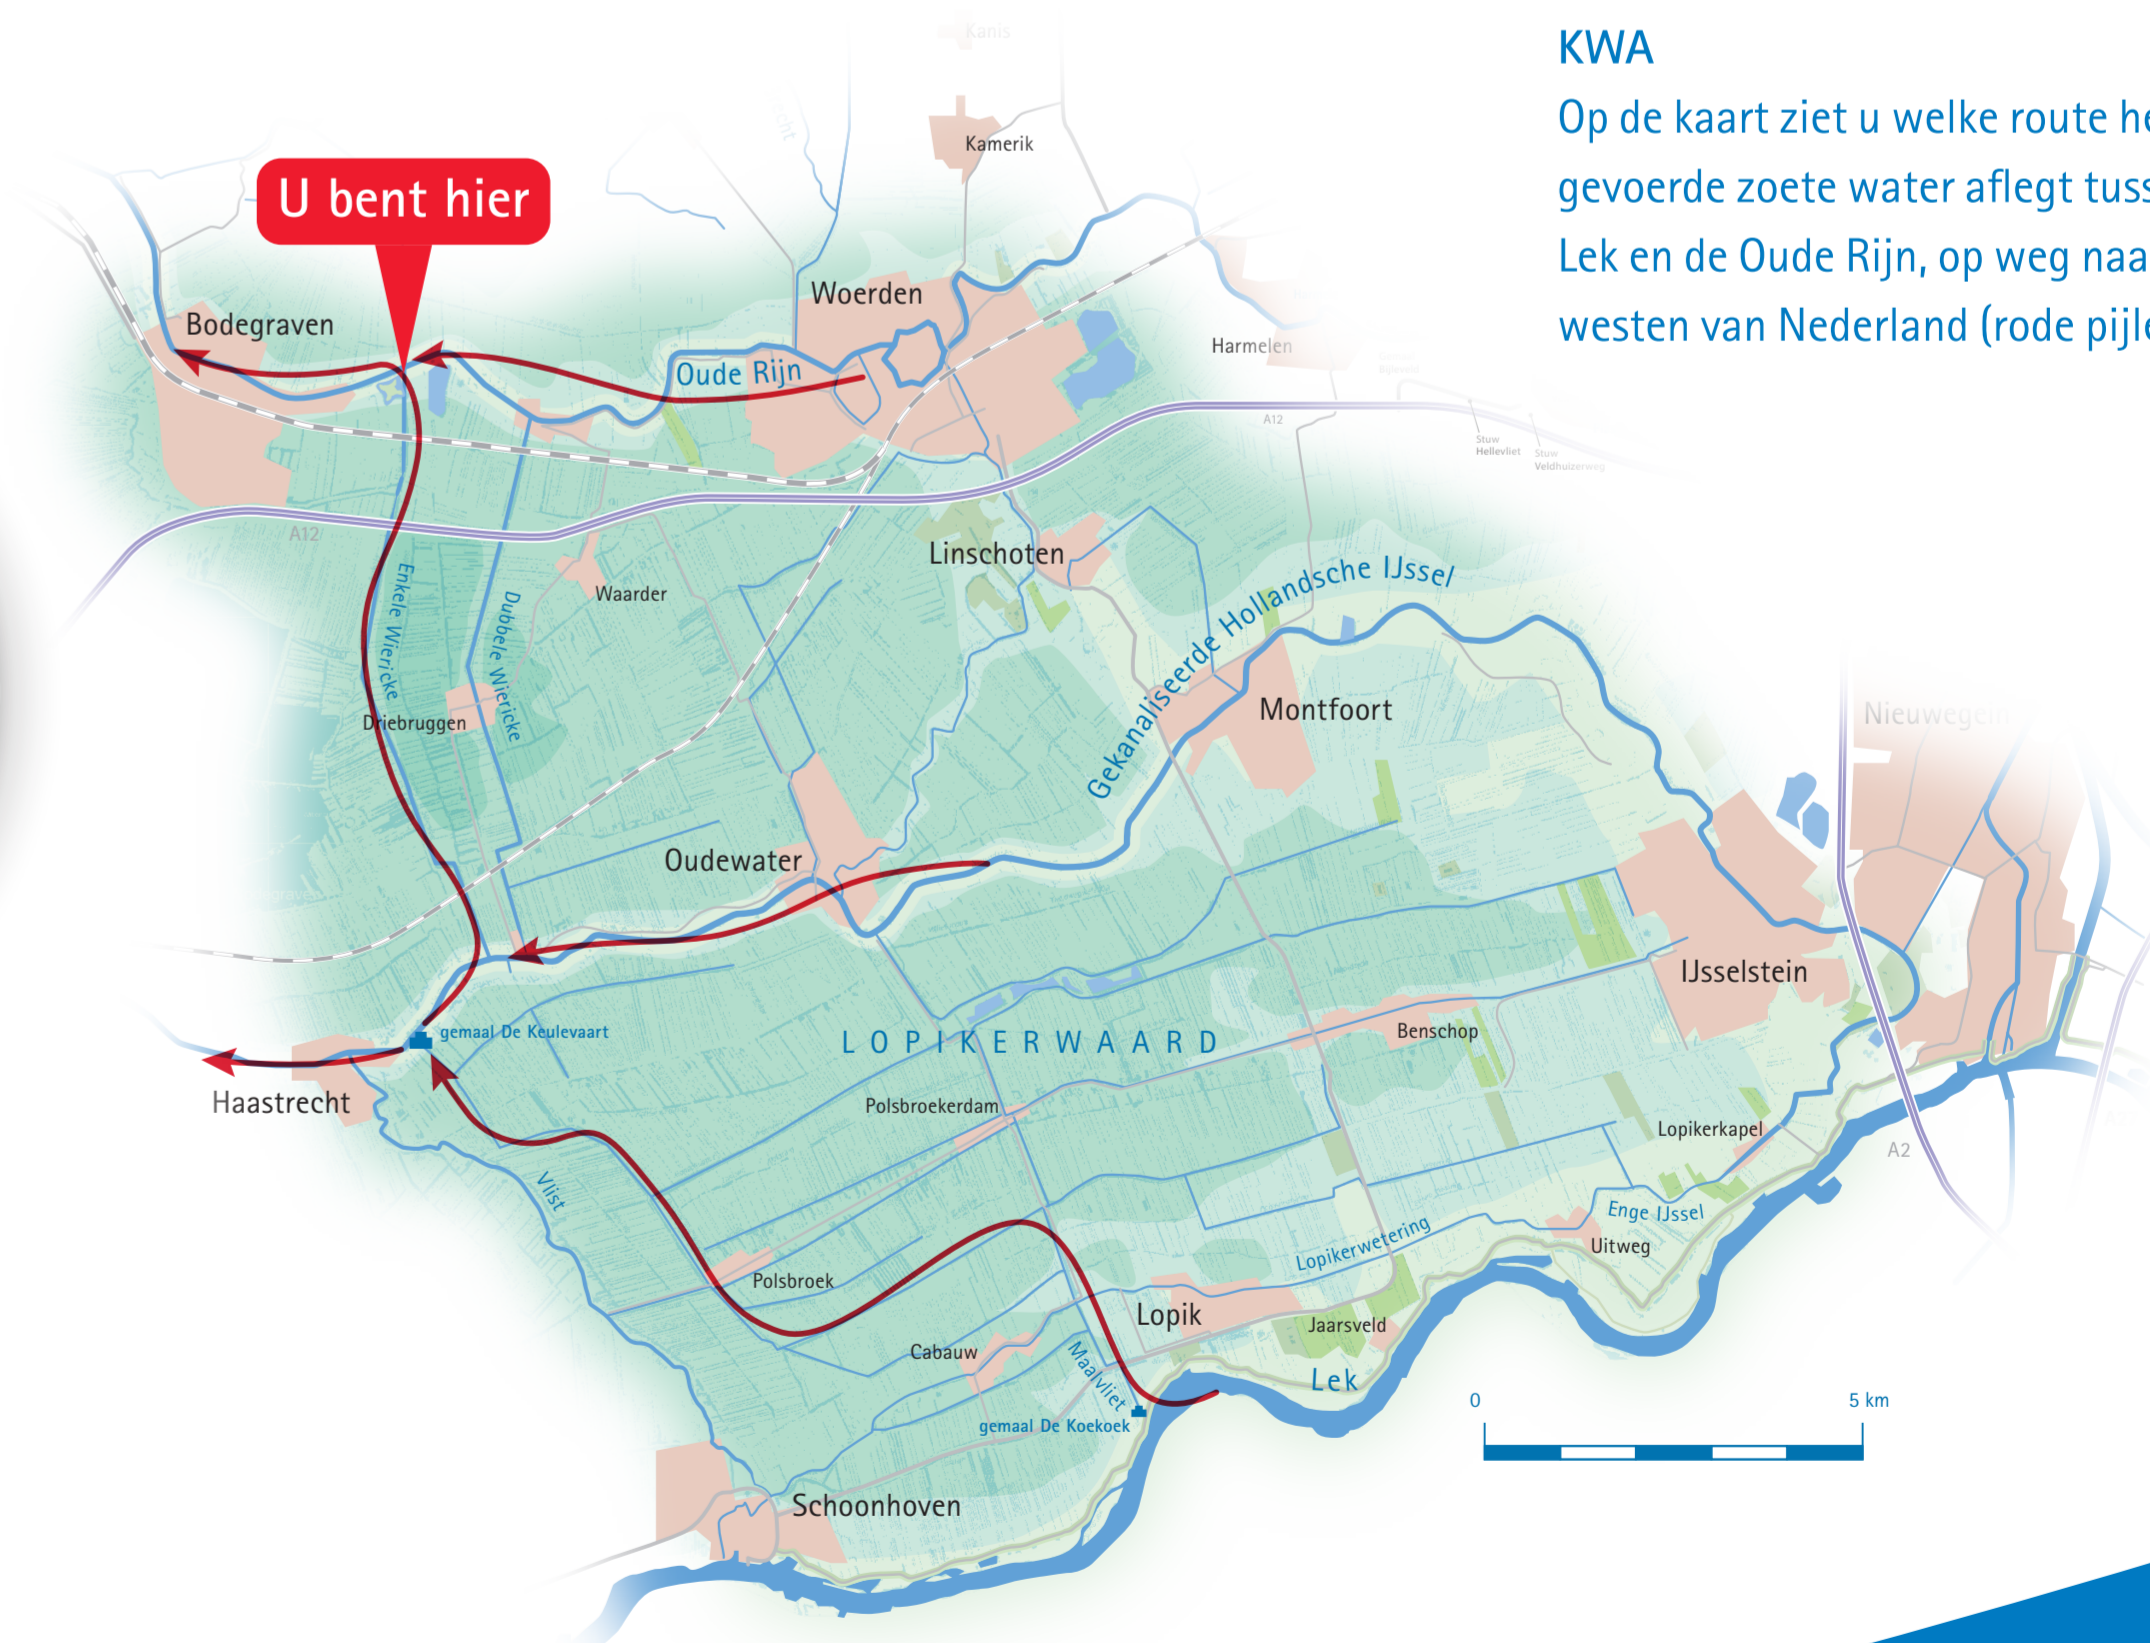 KWA
Op de kaart ziet u welke route he
gevoerde zoete water aflegt tuss
Lek en de Oude Rijn, op weg naa
westen van Nederland (rode pijle
Kanis
Kamerik
U bent hier
Woerden
Bodegraven
Oude Rijn
Harmelen
A12
Stuw
Hellevliet
Stuw
Veldhuizerweg
A12
Linschoten
Waarder
Enkele Wiericke
Dubbele Wiericke
Gekanaliseerde Hollandsche IJssel
Driebruggen
Montfoort
Nieuwegein
Oudewater
IJsselstein
gemaal De Keulevaart
LOPIKERWAARD
Benschop
Haastrecht
Polsbroekerdam
Lopikerkapel
A2
Vlist
Enge IJssel
Lopikerwetering
Uitweg
Polsbroek
Lopik
Jaarsveld
Cabauw
Maalvliet
Lek
gemaal De Koekoek
0
5 km
Schoonhoven